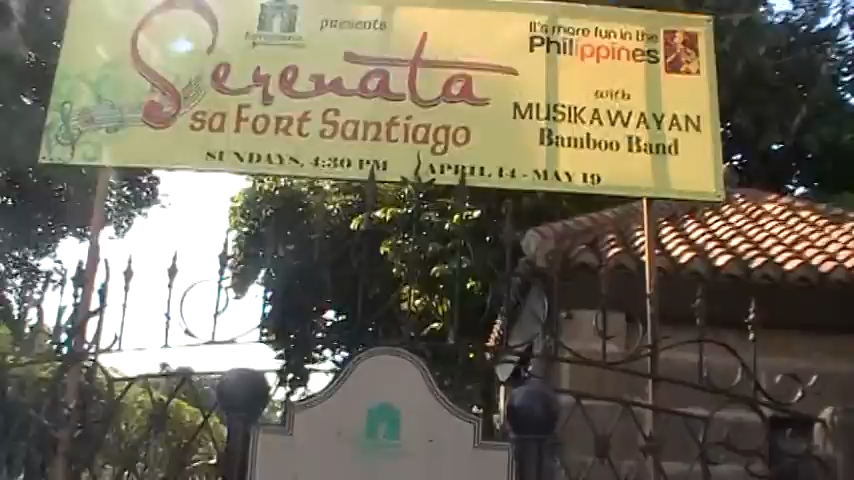 presents
It's more fun in the
Philippines
Serenata
sa Fort Santiago
with
MUSIKAWAYAN
Bamboo Band
SUNDAYS, 4:30 PM APRIL 14 - MAY 19